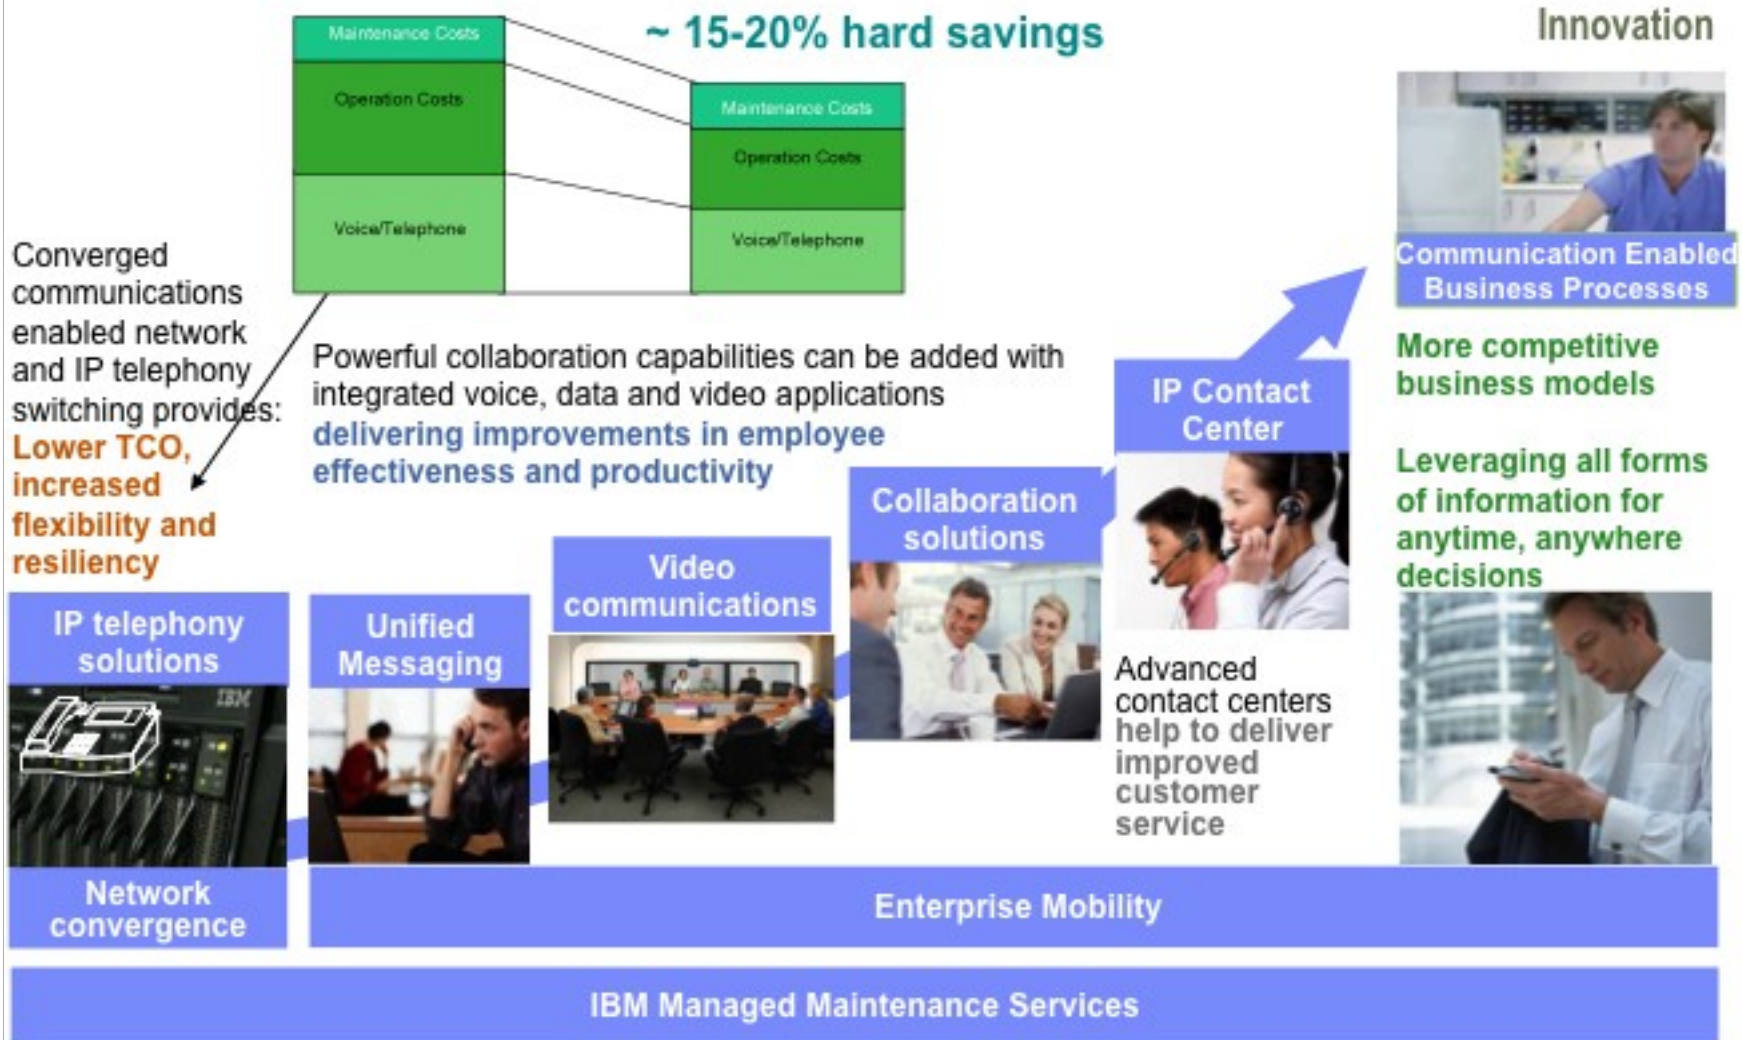 ~ 15-20% hard savings
Innovation
Maintenance Costs
Operation Costs
Voice/Telephone
Maintenance Costs
Operation Costs
Voice/Telephone
Converged
communications
enabled network
and IP telephony
switching provides:
Lower TCO,
increased
flexibility and
resiliency
Powerful collaboration capabilities can be added with
integrated voice, data and video applications
delivering improvements in employee
effectiveness and productivity
Communication Enabled
Business Processes
More competitive
business models
Leveraging all forms
of information for
anytime, anywhere
decisions
IP telephony
solutions
IBM
Network
convergence
Unified
Messaging
Video
communications
Collaboration
solutions
IP Contact
Center
Advanced
contact centers
help to deliver
improved
customer
service
Enterprise Mobility
IBM Managed Maintenance Services